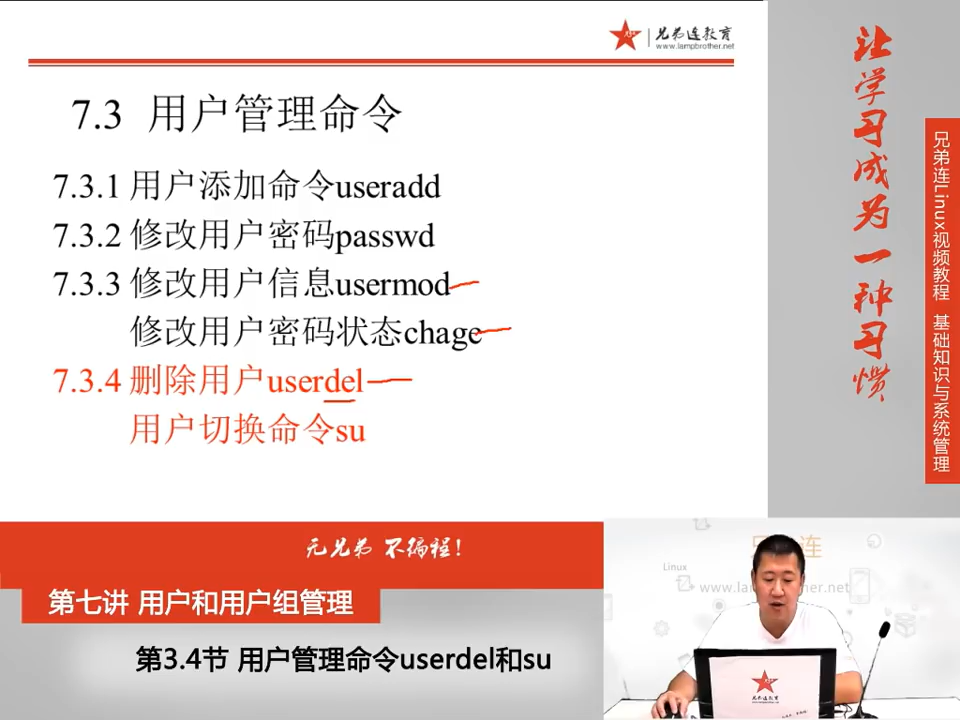 兄弟连教育
www.lampbrother.net
7.3 用户管理命令
7.3.1 用户添加命令useradd
7.3.2 修改用户密码passwd
7.3.3 修改用户信息usermod
修改用户密码状态chage
7.3.4 删除用户userdel
用户切换命令su
让学习成为一种习惯
兄弟连Linux视频教程 基础知识与系统管理
无兄弟 不编程!
第七讲 用户和用户组管理
第3.4节 用户管理命令userdel和su
Linux
兄弟连教育